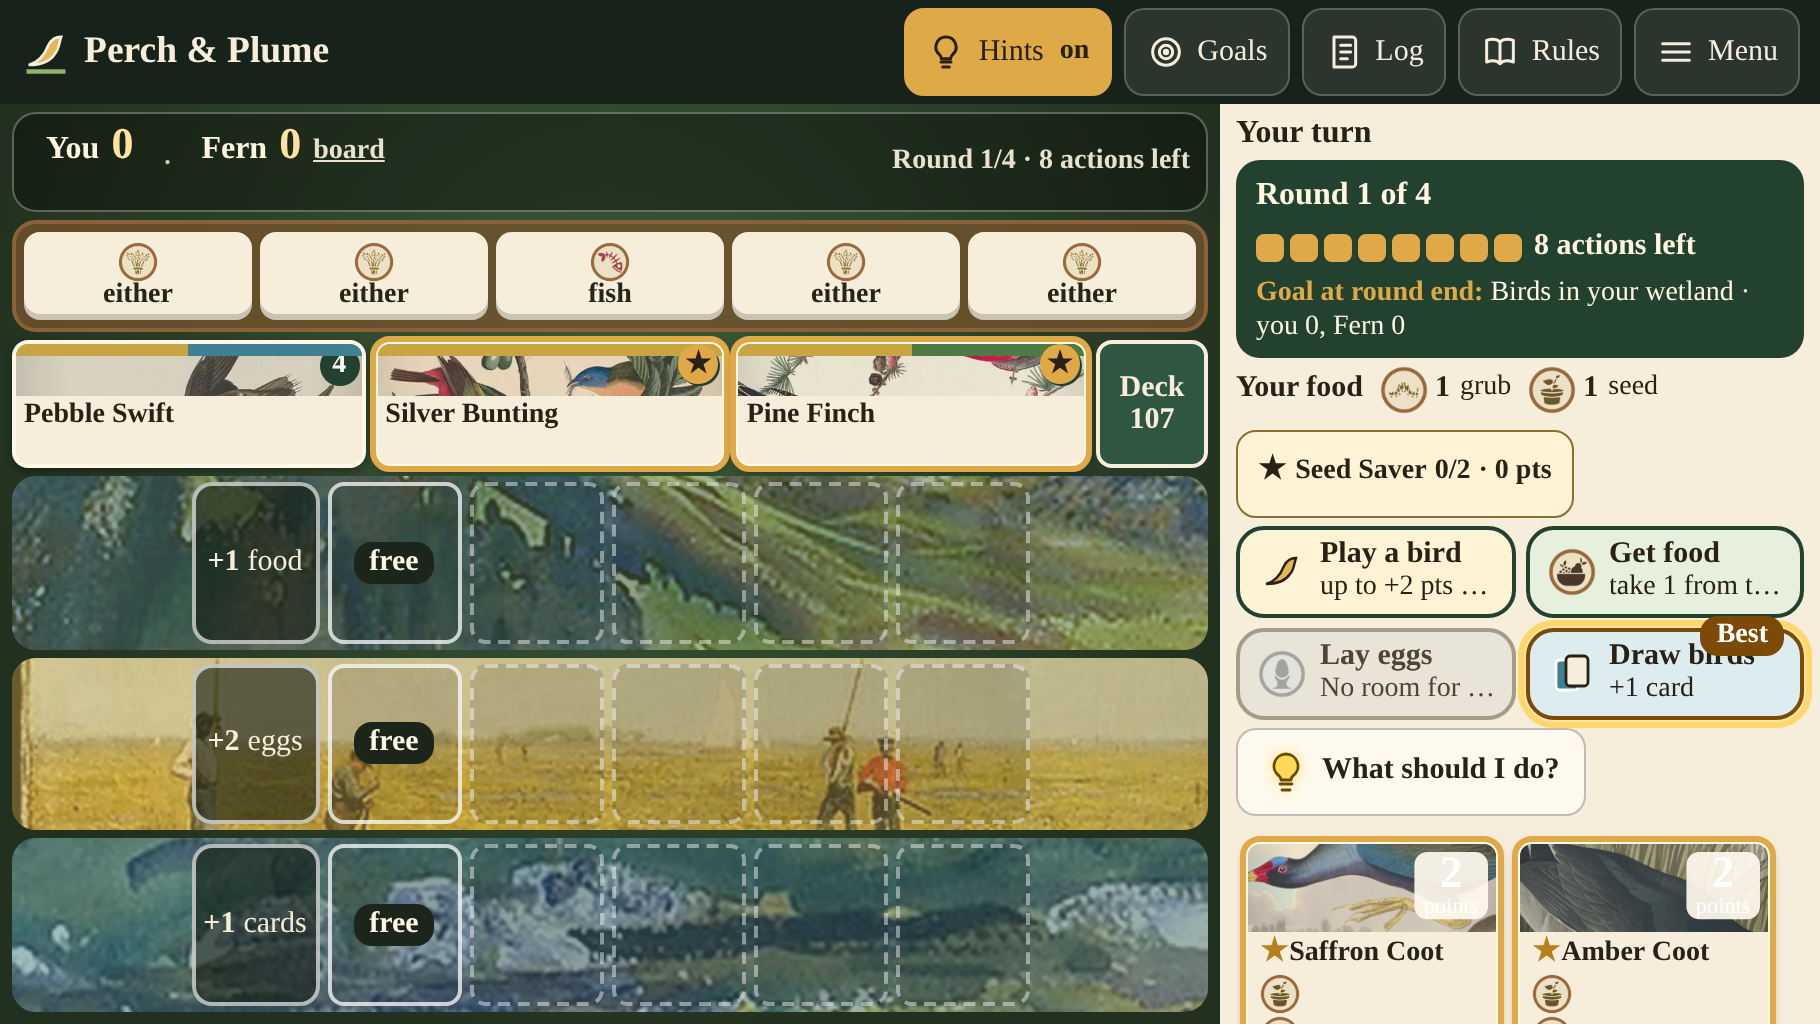 Perch & Plume
Hints on
Goals
Log
Rules
Menu
You 0 . Fern 0 board
Round 1/4 · 8 actions left
either
either
fish
either
either
4
Pebble Swift
★
Silver Bunting
★
Pine Finch
Deck
107
+1 food
free
+2 eggs
free
+1 cards
free
Your turn
Round 1 of 4
8 actions left
Goal at round end: Birds in your wetland ·
you 0, Fern 0
Your food 1 grub 1 seed
★ Seed Saver 0/2 · 0 pts
Play a bird
up to +2 pts …
Get food
take 1 from t…
Lay eggs
No room for …
Best
Draw birds
+1 card
What should I do?
2
points
★Saffron Coot
2
points
★Amber Coot